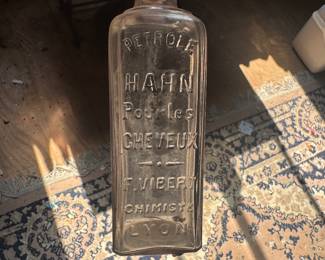 PETROLE
HAHN
Pour les
CHEVEUX
F. VIBERT
CHIMISTE
LYON